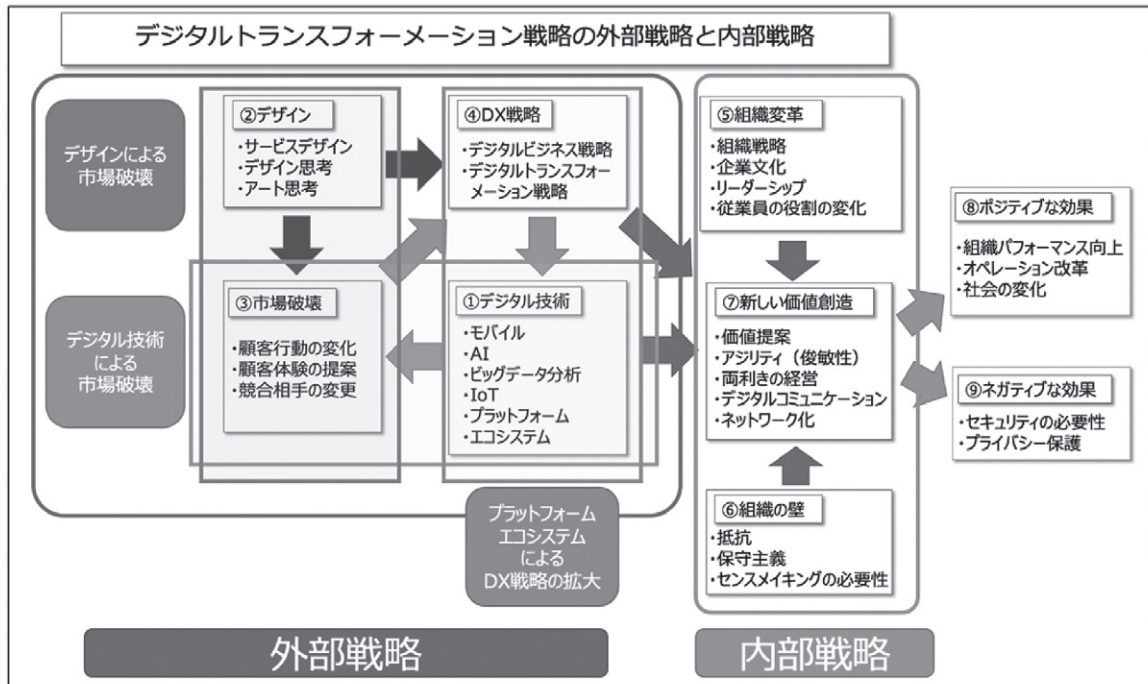 デジタルトランスフォーメーション戦略の外部戦略と内部戦略
デザインによる
市場破壊
②デザイン
・サービスデザイン
・デザイン思考
・アート思考
④DX戦略
・デジタルビジネス戦略
・デジタルトランスフォー
メーション戦略
⑤組織変革
・組織戦略
・企業文化
・リーダーシップ
・従業員の役割の変化
デジタル技術
による
市場破壊
③市場破壊
・顧客行動の変化
・顧客体験の提案
・競合相手の変更
①デジタル技術
・モバイル
・AI
・ビッグデータ分析
・IoT
・プラットフォーム
・エコシステム
⑦新しい価値創造
・価値提案
・アジリティ（俊敏性）
・両利きの経営
・デジタルコミュニケーション
・ネットワーク化
⑧ポジティブな効果
・組織パフォーマンス向上
・オペレーション改革
・社会の変化
⑨ネガティブな効果
・セキュリティの必要性
・プライバシー保護
プラットフォーム
エコシステム
による
DX戦略の拡大
⑥組織の壁
・抵抗
・保守主義
・センスメイキングの必要性
外部戦略
内部戦略